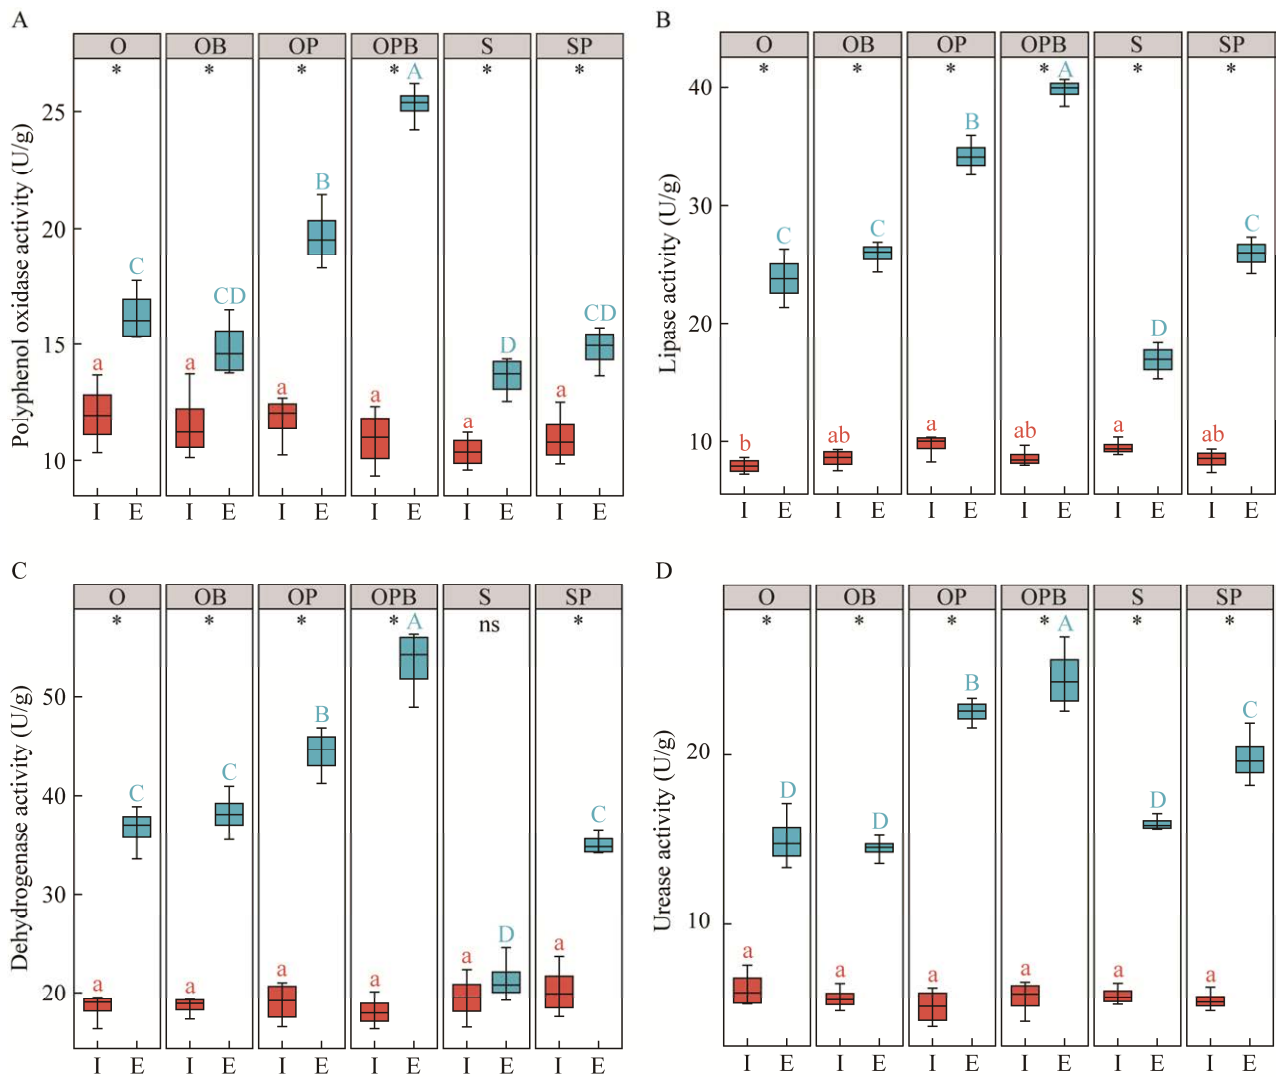 A
O OB OP OPB S SP
* * * * * *
A
B
C
CD
CD
D
a a a a a a
25
20
15
10
Polyphenol oxidase activity (U/g)
I E I E I E I E I E I E
B
O OB OP OPB S SP
* * * * * *
A
B
C C C
D
b ab a ab a ab
40
30
20
10
Lipase activity (U/g)
I E I E I E I E I E I E
C
O OB OP OPB S SP
* * * * ns *
A
B
C C C
D
a a a a a a
50
40
30
20
Dehydrogenase activity (U/g)
I E I E I E I E I E I E
D
O OB OP OPB S SP
* * * * * *
A
B
C
D D D
a a a a a a
20
10
Urease activity (U/g)
I E I E I E I E I E I E